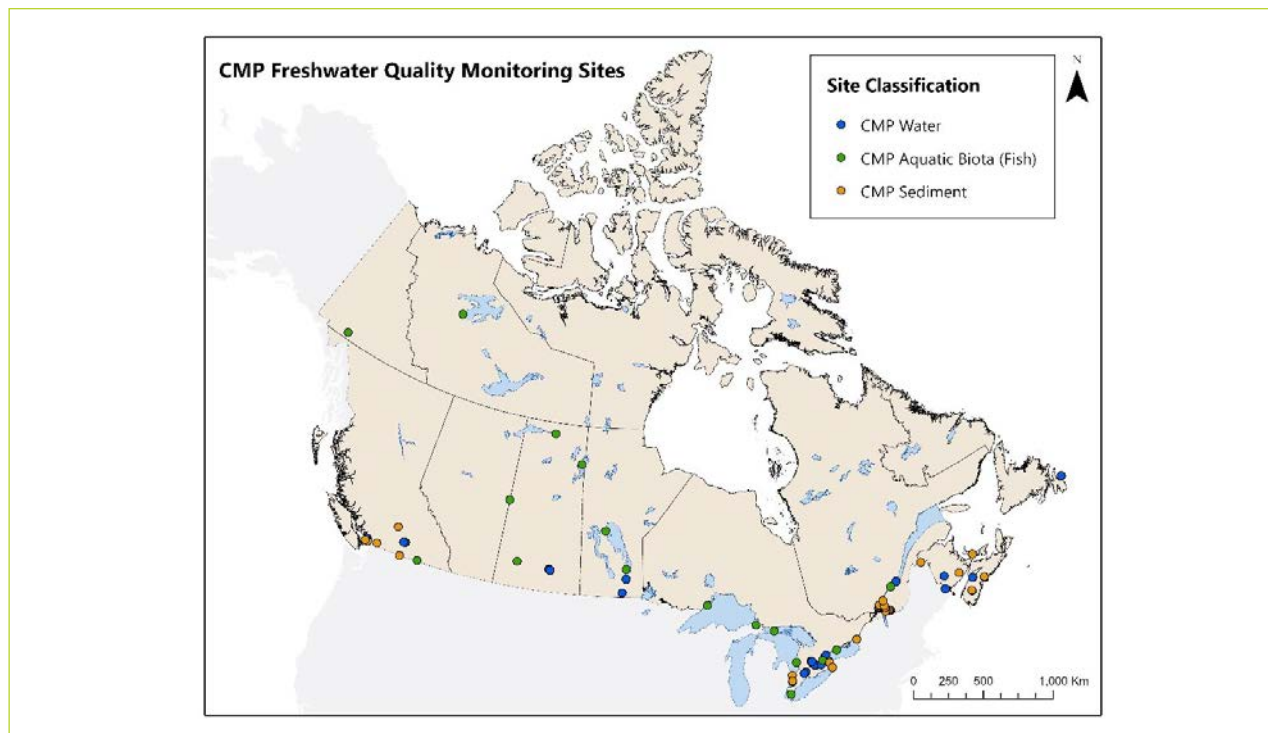 CMP Freshwater Quality Monitoring Sites
Site Classification
CMP Water
CMP Aquatic Biota (Fish)
CMP Sediment
N
0 250 500 1,000 Km